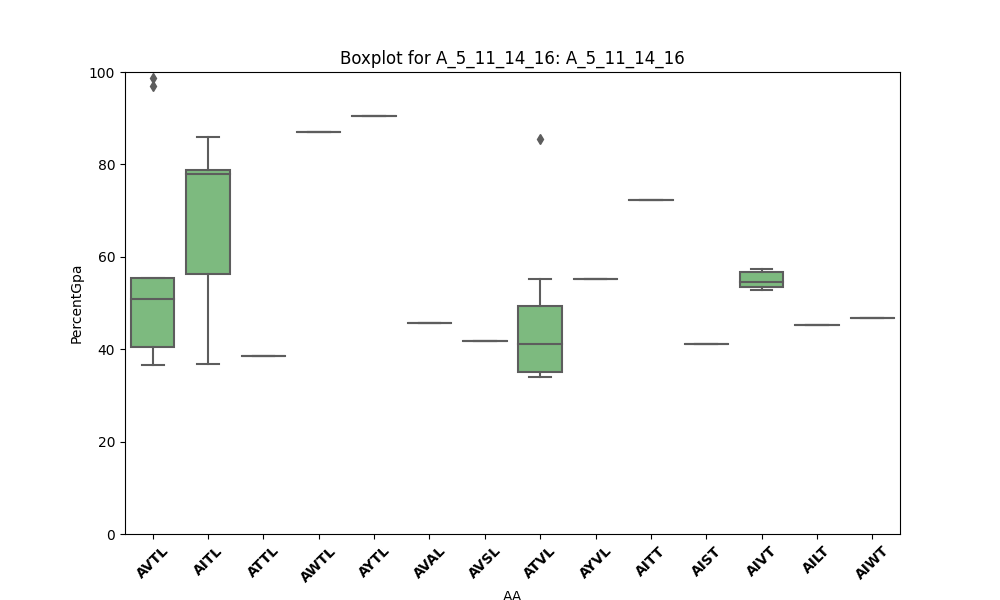 Boxplot for A_5_11_14_16: A_5_11_14_16
100
80
60
40
20
0
PercentGpa
AVTL AITL ATTL AWTL AYTL AVAL AVSL ATVL AYVL AITT AIST AIVT AILT AIWT
AA